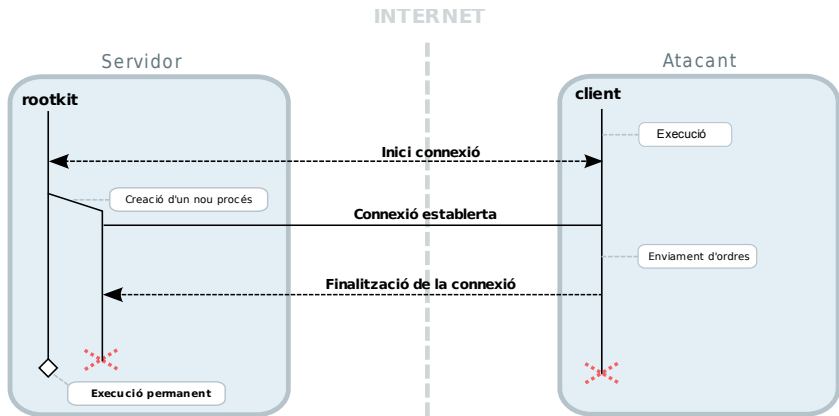 INTERNET
Servidor
Atacant
rootkit
client
Execució
Inici connexió
Creació d'un nou procés
Connexió establerta
Enviament d'ordres
Finalització de la connexió
Execució permanent